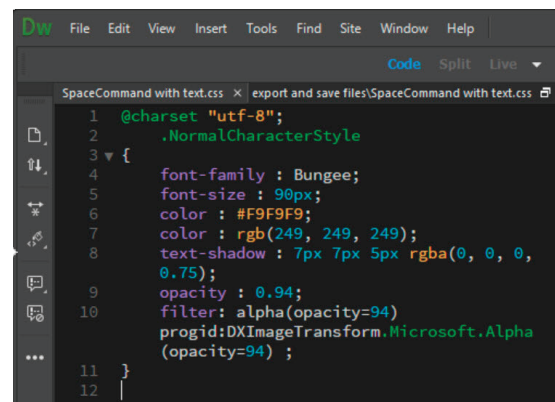 Dw File Edit View Insert Tools Find Site Window Help
Code Split Live
SpaceCommand with text.css × export and save files\SpaceCommand with text.css
1 @charset "utf-8";
2 .NormalCharacterStyle
3 {
4 font-family : Bungee;
5 font-size : 90px;
6 color : #F9F9F9;
7 color : rgb(249, 249, 249);
8 text-shadow : 7px 7px 5px rgba(0, 0, 0,
0.75);
9 opacity : 0.94;
10 filter: alpha(opacity=94)
progid:DXImageTransform.Microsoft.Alpha
(opacity=94) ;
11 }
12